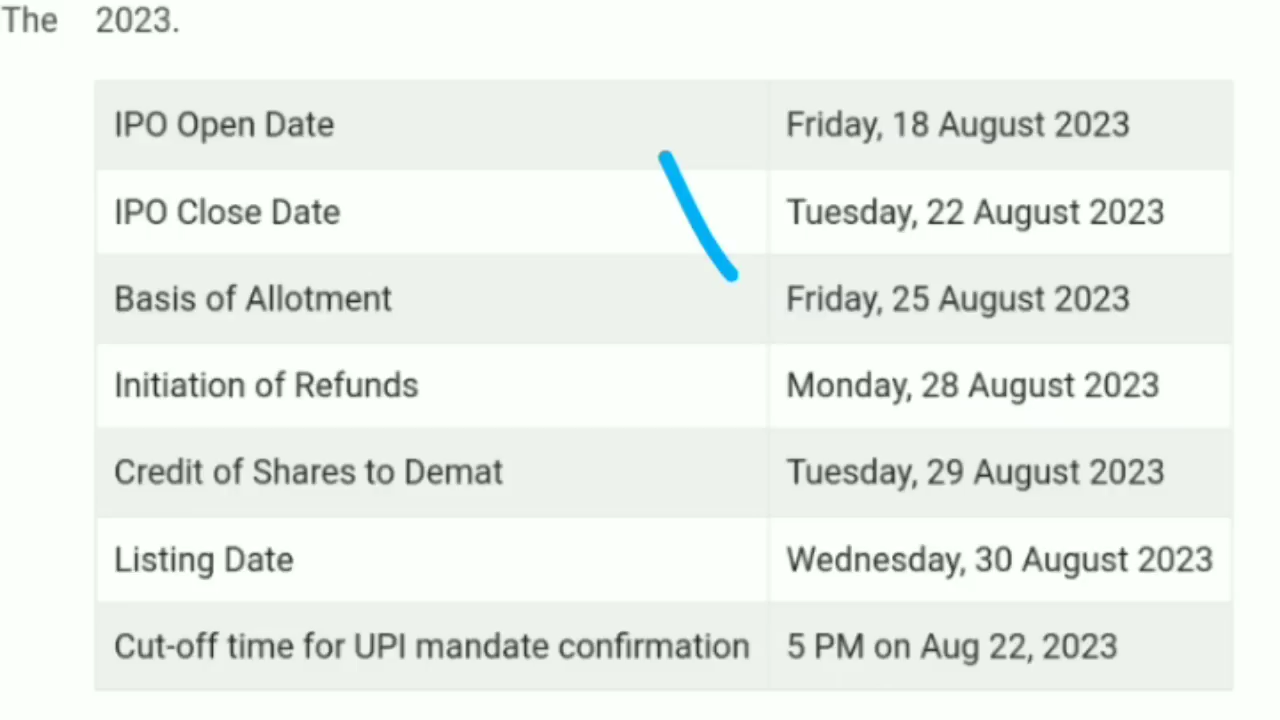 The 2023.
IPO Open Date Friday, 18 August 2023
IPO Close Date Tuesday, 22 August 2023
Basis of Allotment Friday, 25 August 2023
Initiation of Refunds Monday, 28 August 2023
Credit of Shares to Demat Tuesday, 29 August 2023
Listing Date Wednesday, 30 August 2023
Cut-off time for UPI mandate confirmation 5 PM on Aug 22, 2023